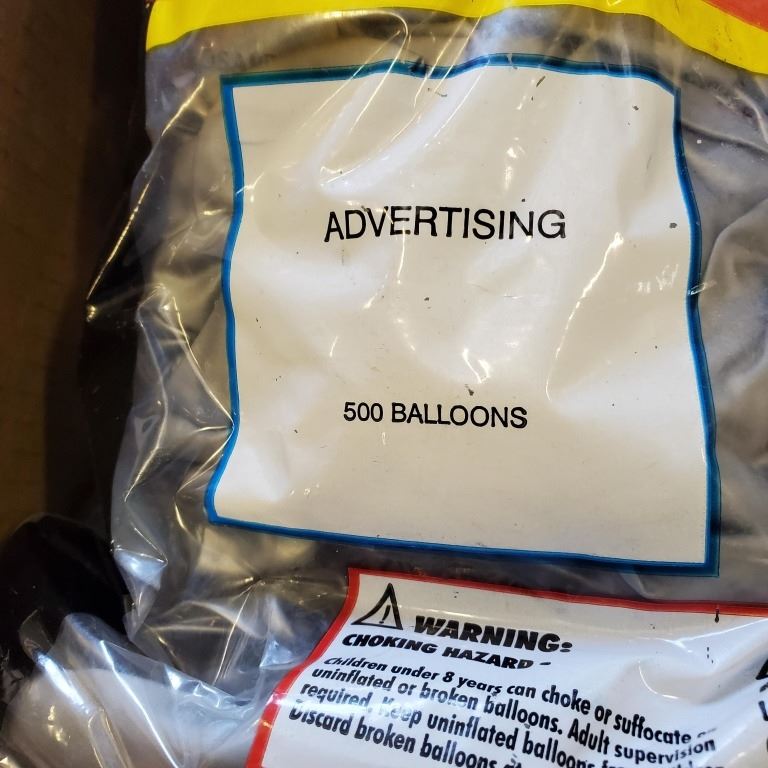 ADVERTISING
500 BALLOONS
WARNING:
CHOKING HAZARD -
Children under 8 years can choke or suffocate
uninflated or broken balloons. Adult supervision
required. Keep uninflated balloons
Discard broken balloons